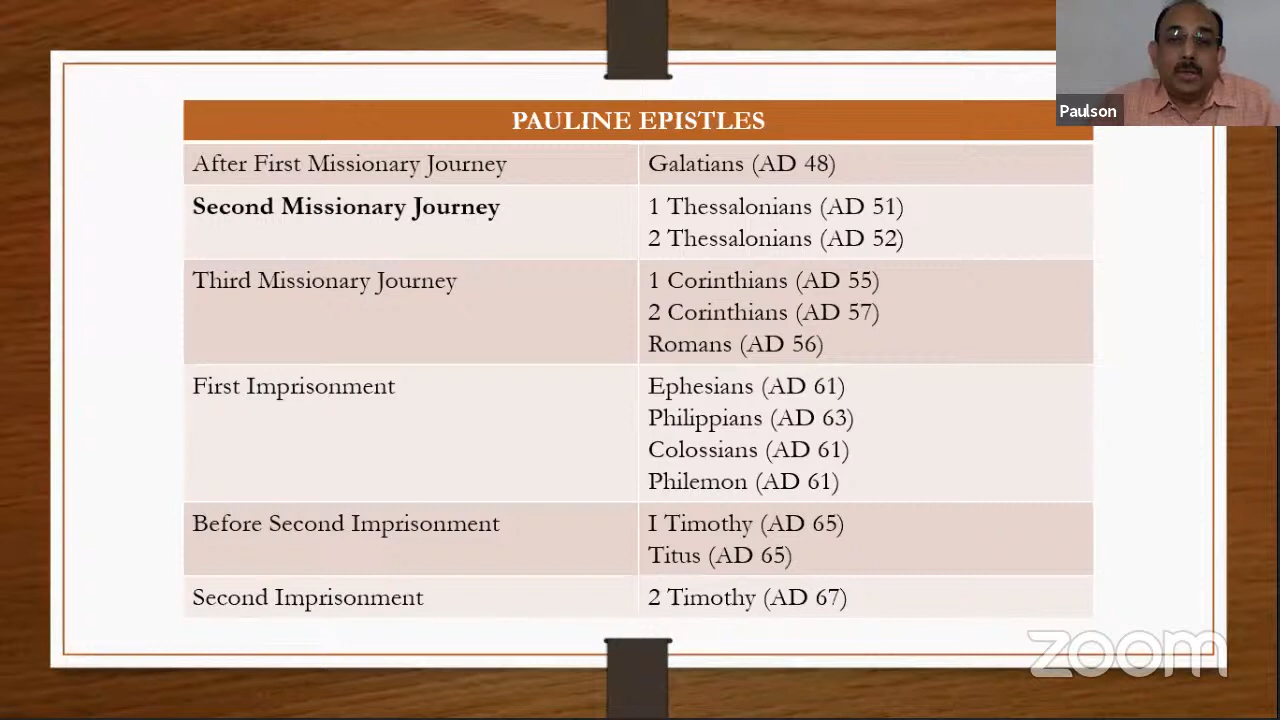 Paulson
PAULINE EPISTLES
After First Missionary Journey
Galatians (AD 48)
Second Missionary Journey
1 Thessalonians (AD 51)
2 Thessalonians (AD 52)
Third Missionary Journey
1 Corinthians (AD 55)
2 Corinthians (AD 57)
Romans (AD 56)
First Imprisonment
Ephesians (AD 61)
Philippians (AD 63)
Colossians (AD 61)
Philemon (AD 61)
Before Second Imprisonment
I Timothy (AD 65)
Titus (AD 65)
Second Imprisonment
2 Timothy (AD 67)
zoom